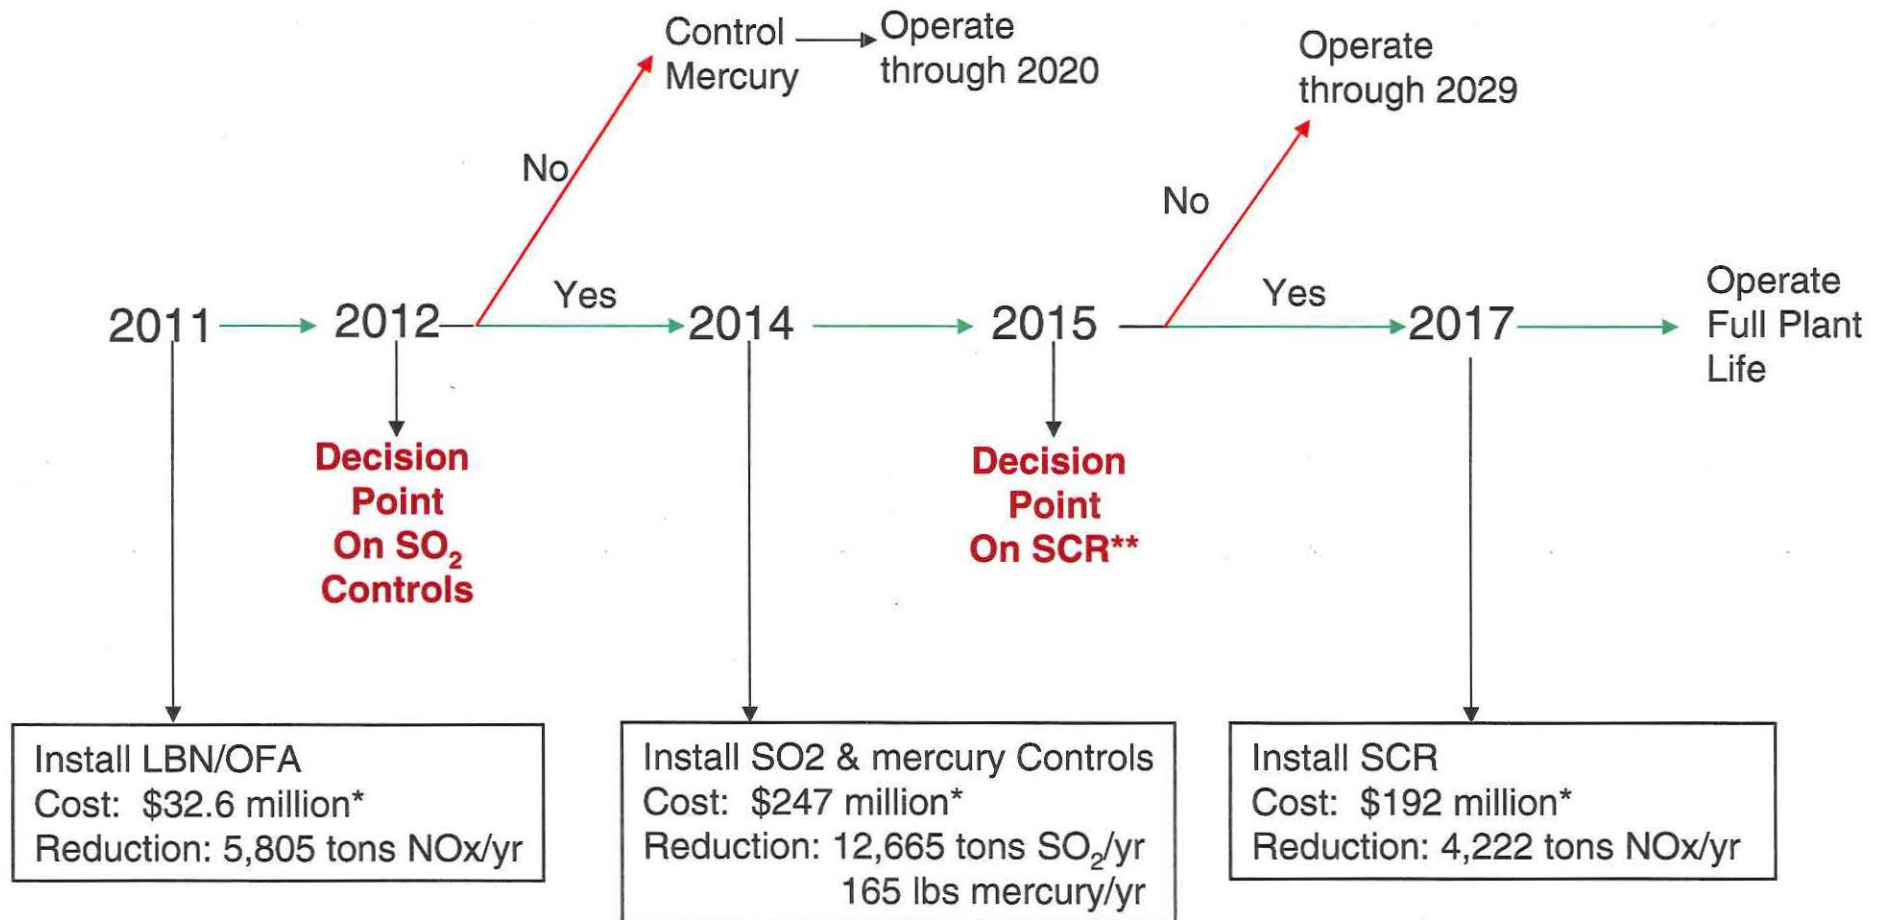 Control
Mercury
Operate
through 2020
Operate
through 2029
No
No
Yes
Yes
2011
2012
2014
2015
2017
Operate
Full Plant
Life
Decision
Point
On SO₂
Controls
Decision
Point
On SCR**
Install LBN/OFA
Cost: $32.6 million*
Reduction: 5,805 tons NOx/yr
Install SO2 & mercury Controls
Cost: $247 million*
Reduction: 12,665 tons SO₂/yr
165 lbs mercury/yr
Install SCR
Cost: $192 million*
Reduction: 4,222 tons NOx/yr